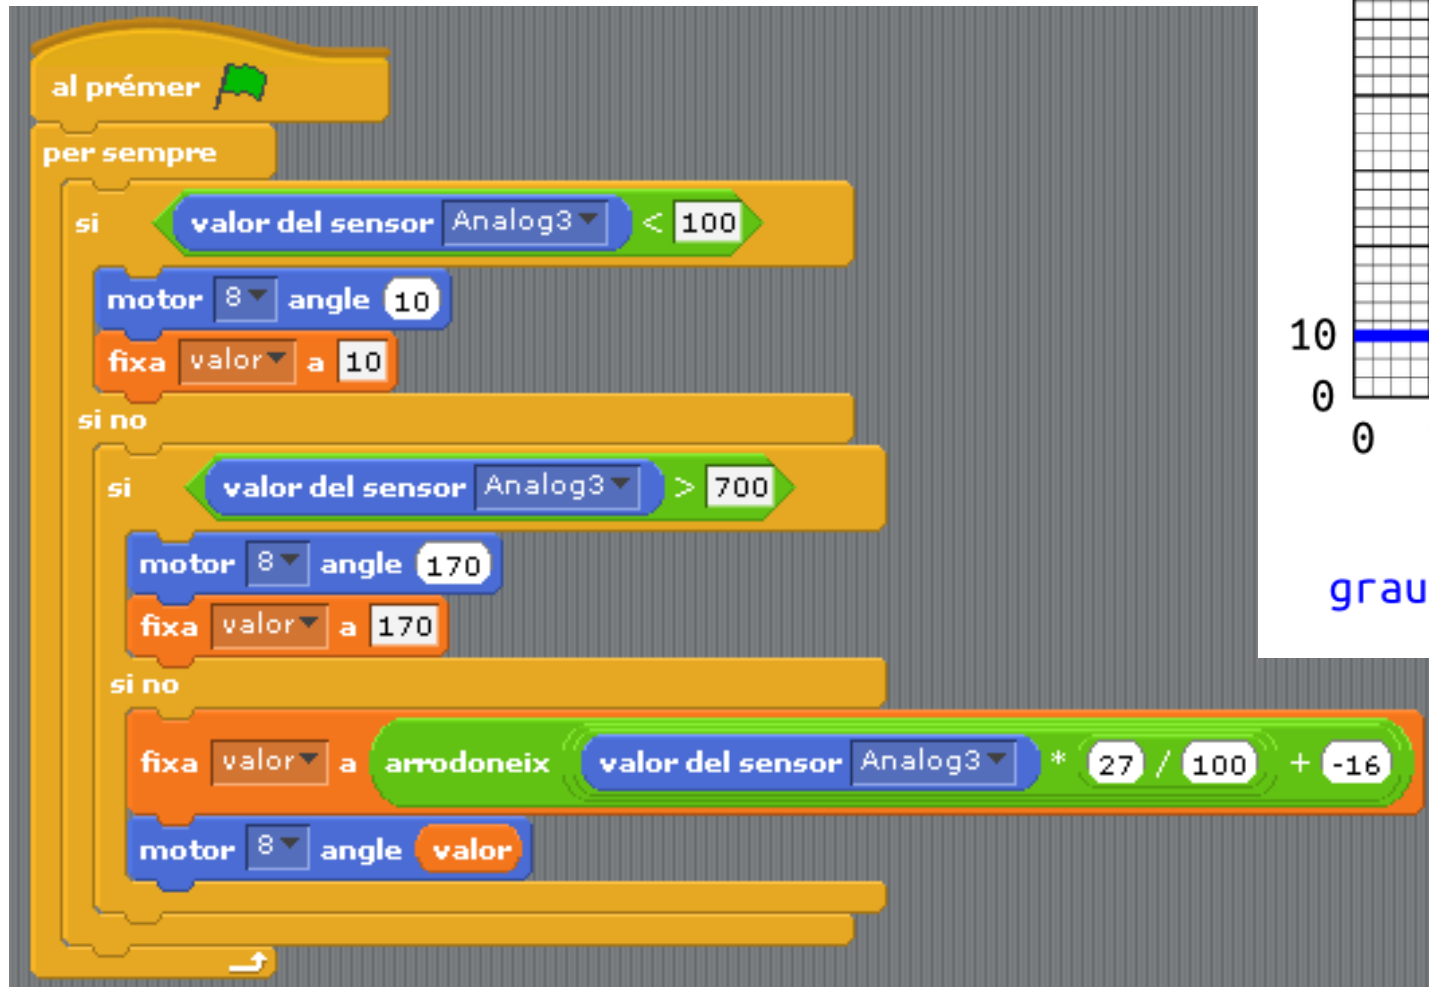 al prémer
per sempre
si valor del sensor Analog3 < 100
motor 8 angle 10
fixa valor a 10
si no
si valor del sensor Analog3 > 700
motor 8 angle 170
fixa valor a 170
si no
fixa valor a arrodoneix valor del sensor Analog3 * 27 / 100 + -16
motor 8 angle valor
10
0
0
grau